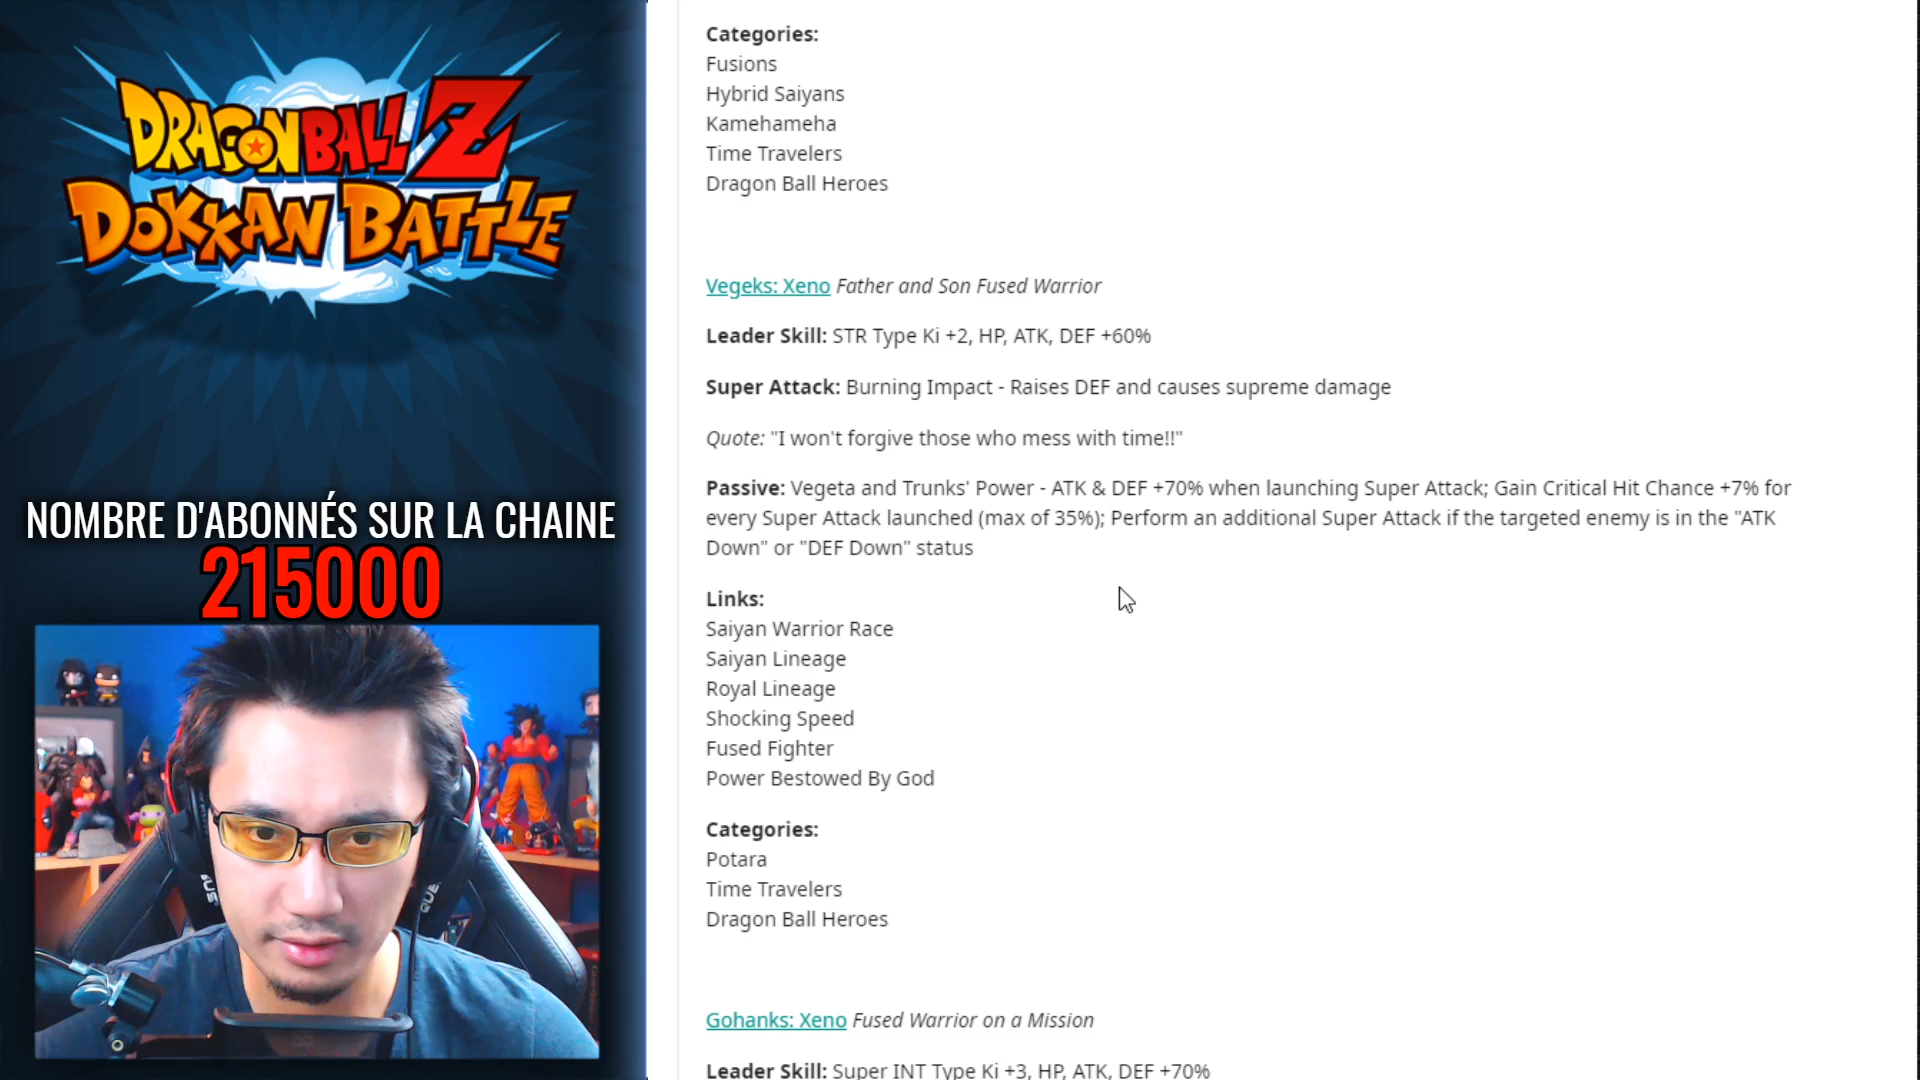 DRAGON BALL Z
DOKKAN BATTLE
NOMBRE D'ABONNÉS SUR LA CHAINE
215000
Categories:
Fusions
Hybrid Saiyans
Kamehameha
Time Travelers
Dragon Ball Heroes
Vegeks: Xeno Father and Son Fused Warrior
Leader Skill: STR Type Ki +2, HP, ATK, DEF +60%
Super Attack: Burning Impact - Raises DEF and causes supreme damage
Quote: "I won't forgive those who mess with time!!"
Passive: Vegeta and Trunks' Power - ATK & DEF +70% when launching Super Attack; Gain Critical Hit Chance +7% for
every Super Attack launched (max of 35%); Perform an additional Super Attack if the targeted enemy is in the "ATK
Down" or "DEF Down" status
Links:
Saiyan Warrior Race
Saiyan Lineage
Royal Lineage
Shocking Speed
Fused Fighter
Power Bestowed By God
Categories:
Potara
Time Travelers
Dragon Ball Heroes
Gohanks: Xeno Fused Warrior on a Mission
Leader Skill: Super INT Type Ki +3, HP, ATK, DEF +70%